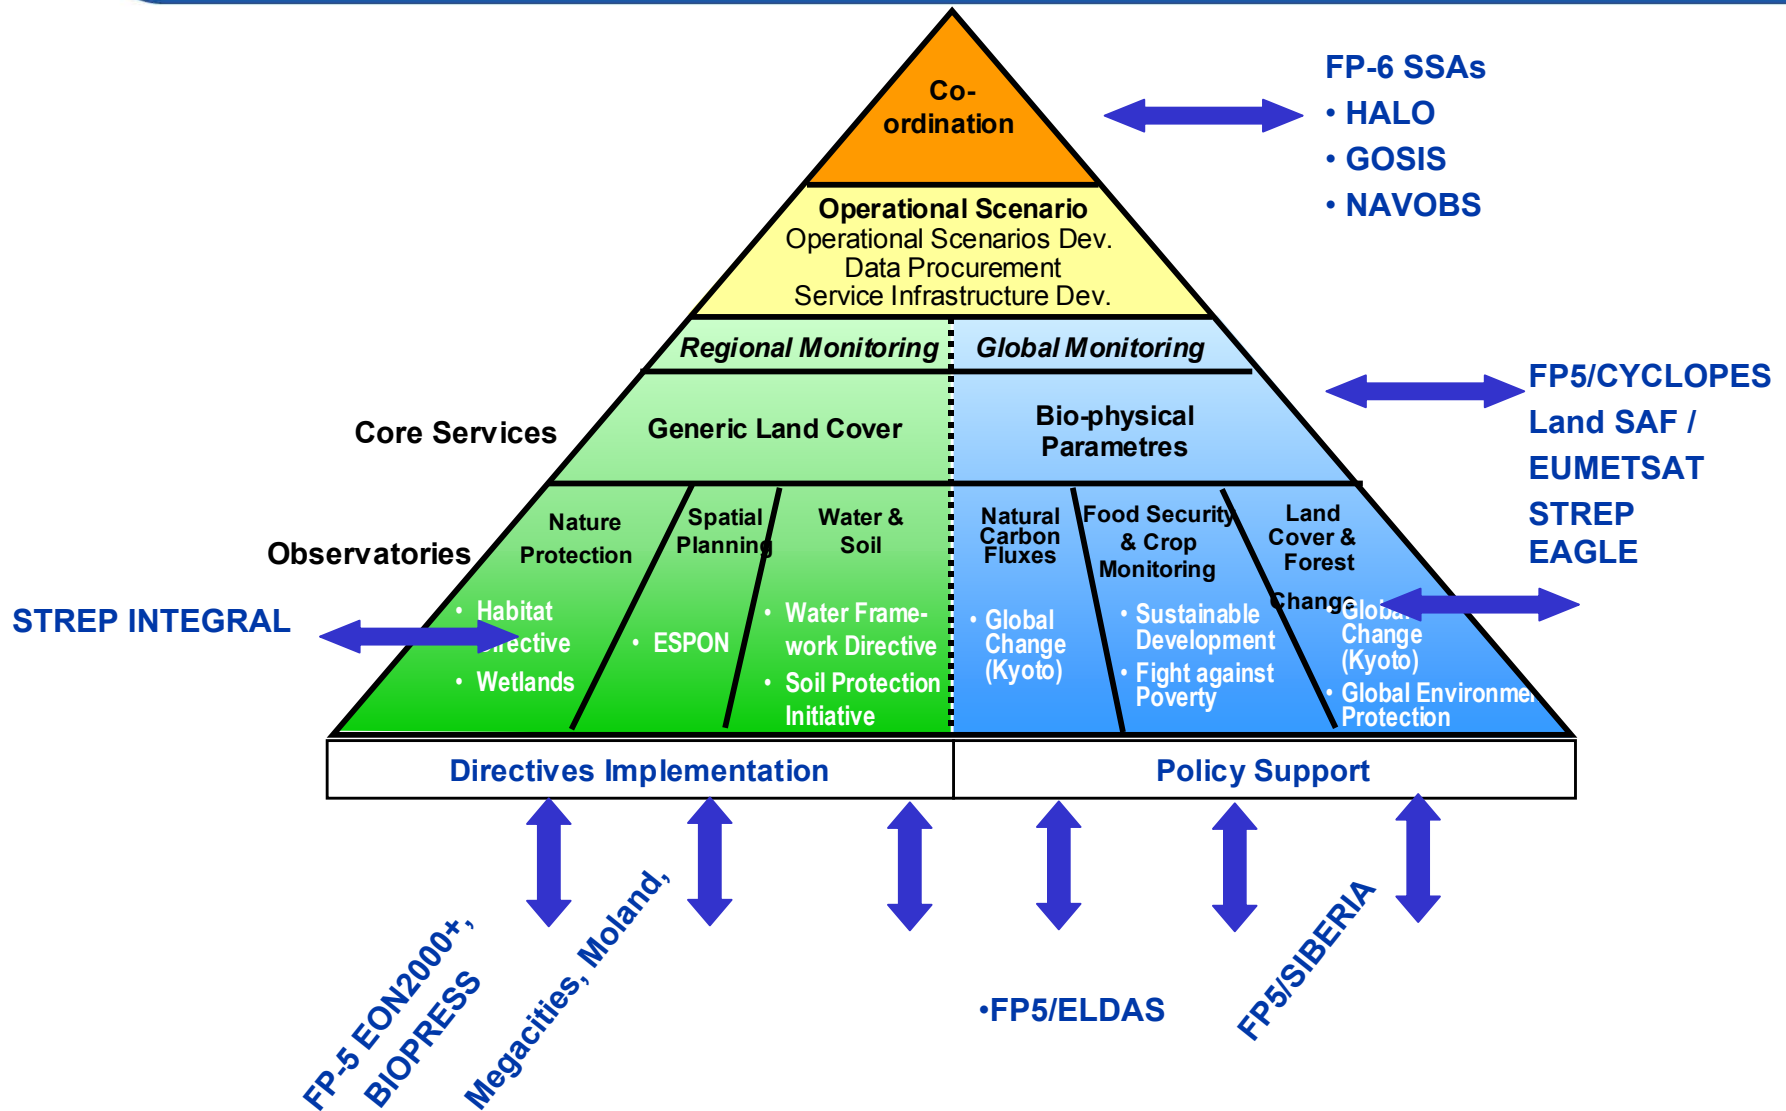 Co-
ordination
FP-6 SSAs
• HALO
• GOSIS
• NAVOBS
Operational Scenario
Operational Scenarios Dev.
Data Procurement
Service Infrastructure Dev.
Regional Monitoring
Global Monitoring
Core Services
Generic Land Cover
Bio-physical
Parametres
FP5/CYCLOPES
Land SAF /
EUMETSAT
STREP
EAGLE
Observatories
Nature
Protection
Spatial
Planning
Water &
Soil
Natural
Carbon
Fluxes
Food Security
& Crop
Monitoring
Land
Cover &
Forest
Change
STREP INTEGRAL
• Habitat
Directive
• Wetlands
• ESPON
• Water Frame-
work Directive
• Soil Protection
Initiative
• Global
Change
(Kyoto)
• Sustainable
Development
• Fight against
Poverty
• Global
Change
(Kyoto)
• Global Environment
Protection
Directives Implementation
Policy Support
FP-5 EON2000+,
BIOPRESS
Megacities, Moland,
•FP5/ELDAS
FP5/SIBERIA